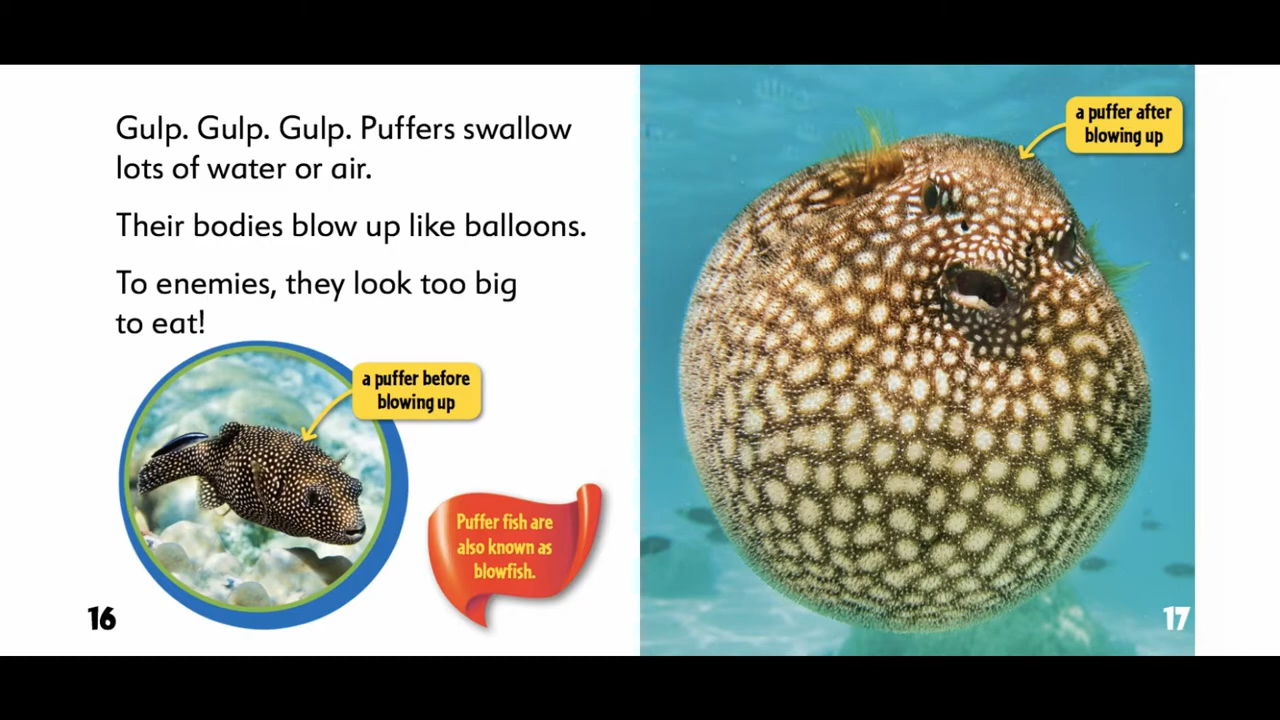 Gulp. Gulp. Gulp. Puffers swallow
lots of water or air.
Their bodies blow up like balloons.
To enemies, they look too big
to eat!
a puffer before
blowing up
Puffer fish are
also known as
blowfish.
16
a puffer after
blowing up
17